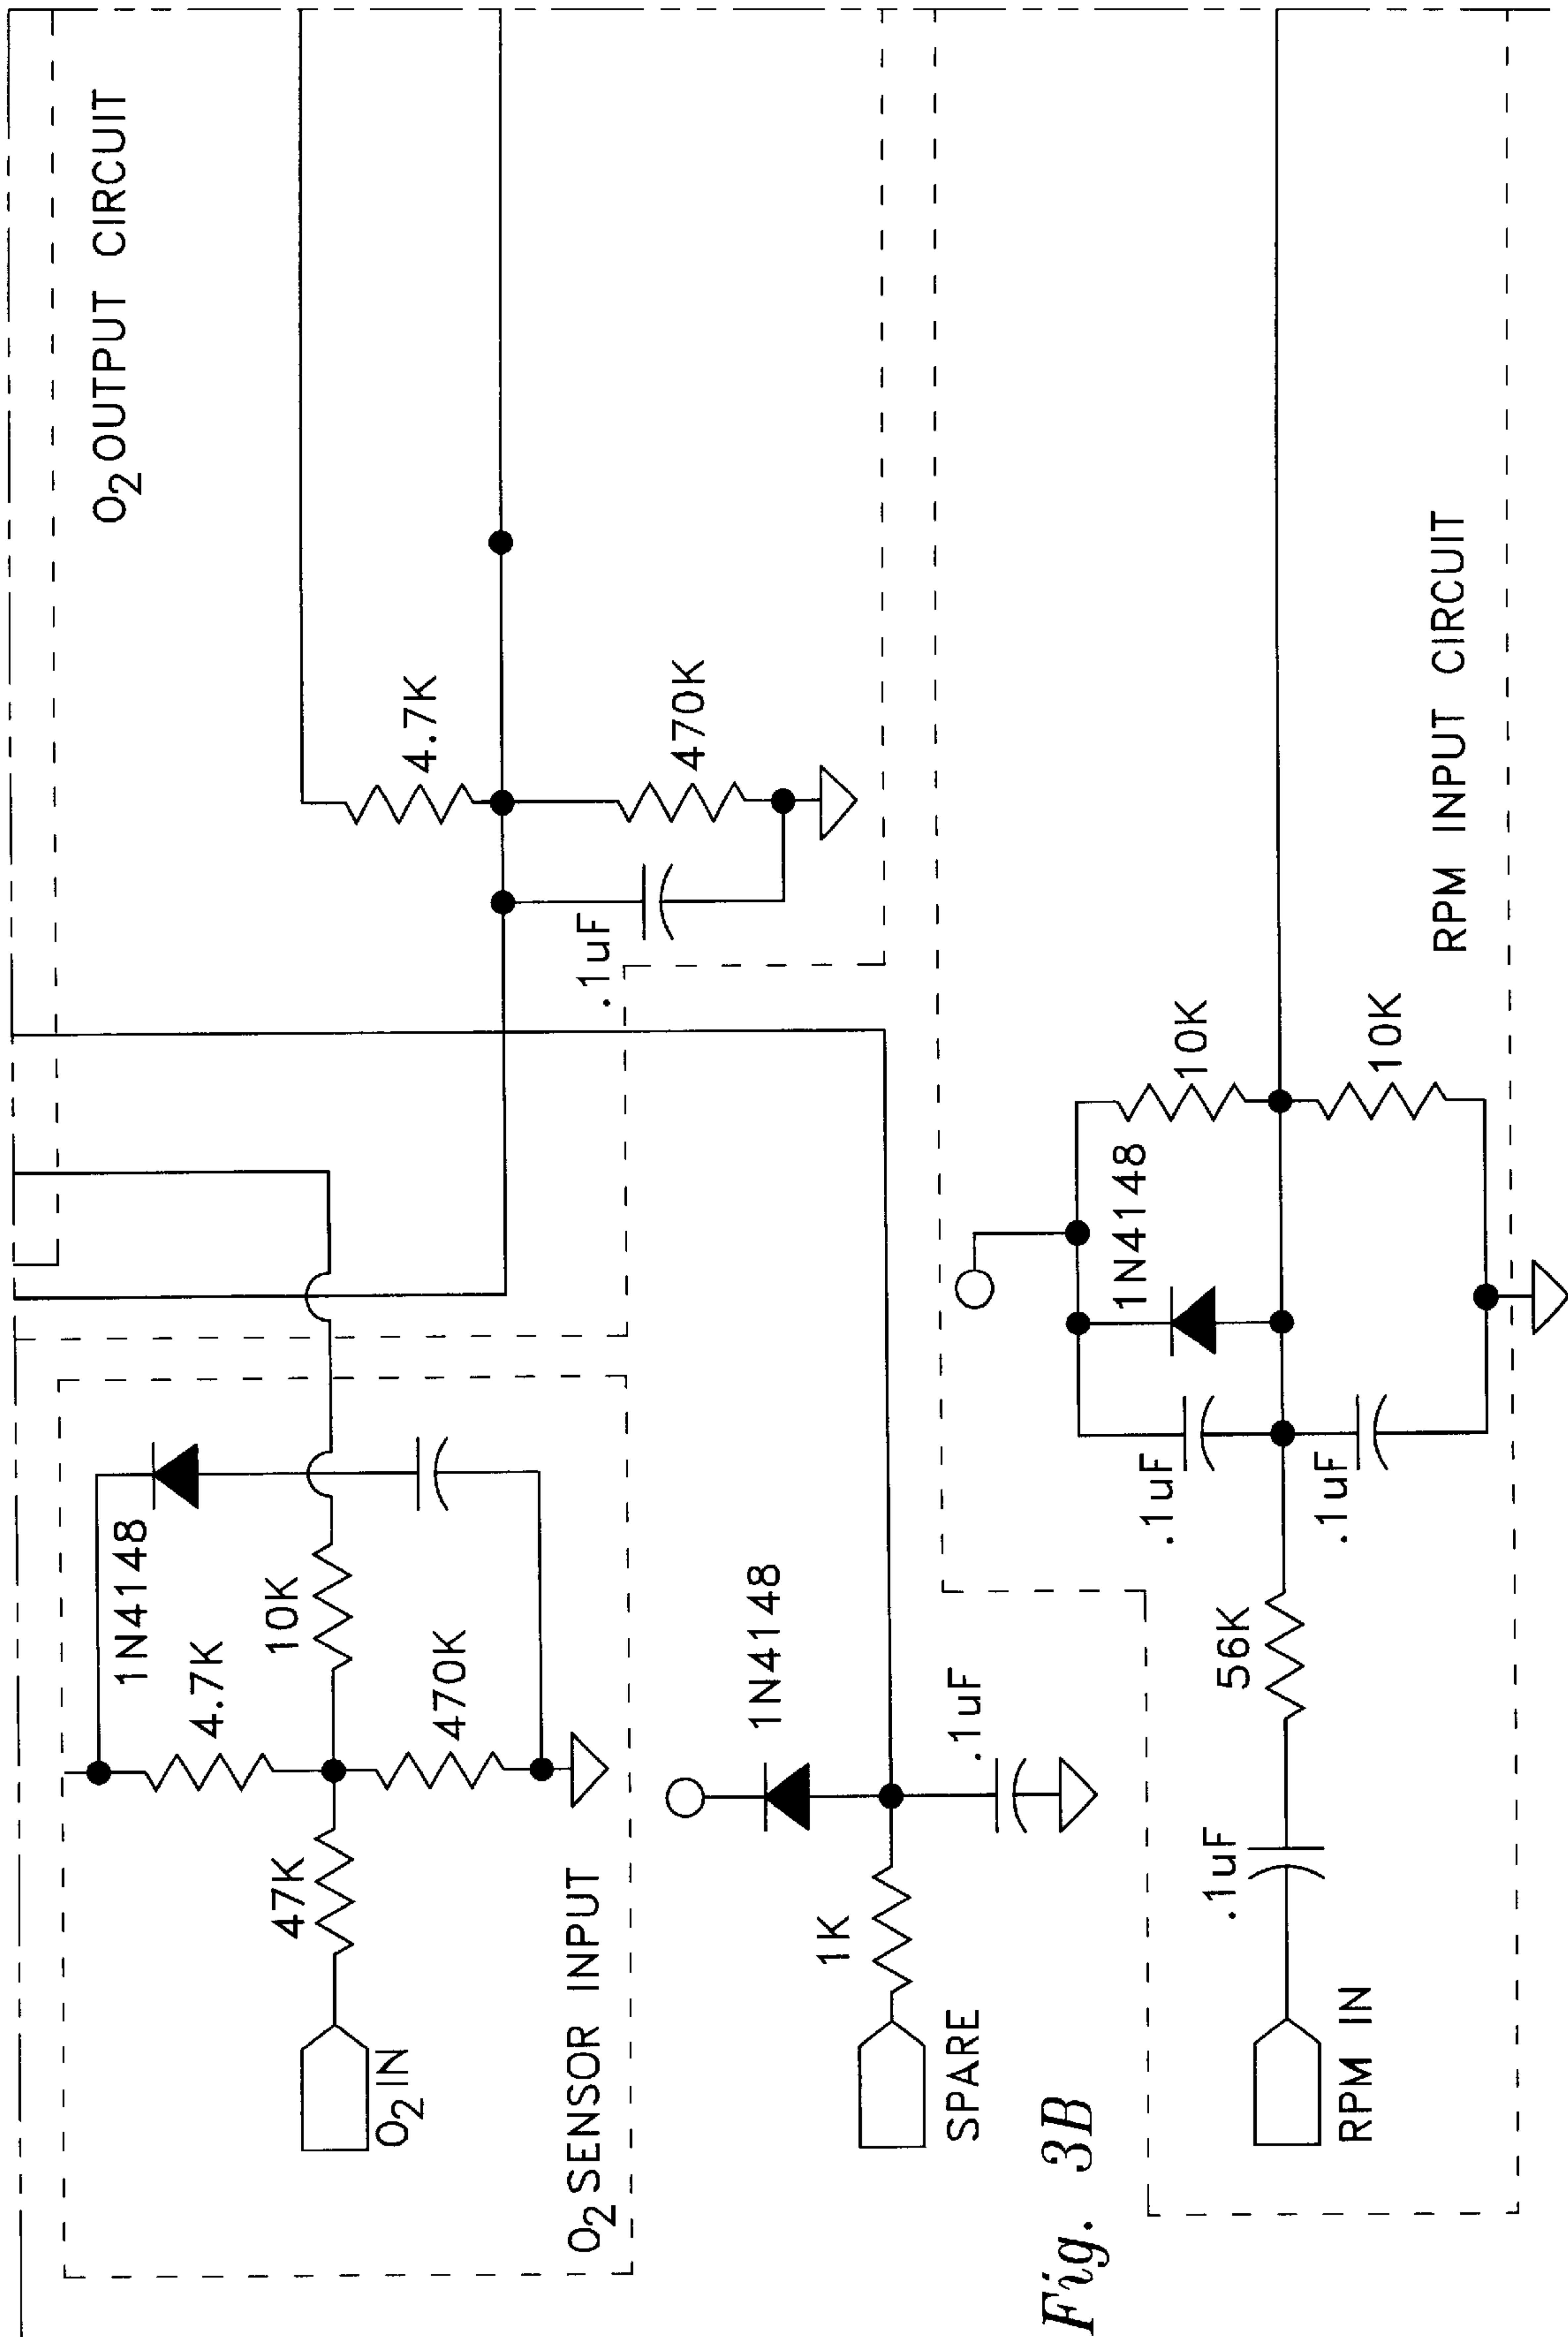 O2 OUTPUT CIRCUIT
4.7K
470K
.1uF
1N4148
4.7K
10K
470K
47K
O2 IN
O2 SENSOR INPUT
1N4148
.1uF
1K
SPARE
10K
10K
1N4148
.1uF
.1uF
56K
.1uF
RPM IN
RPM INPUT CIRCUIT
Fig. 3B